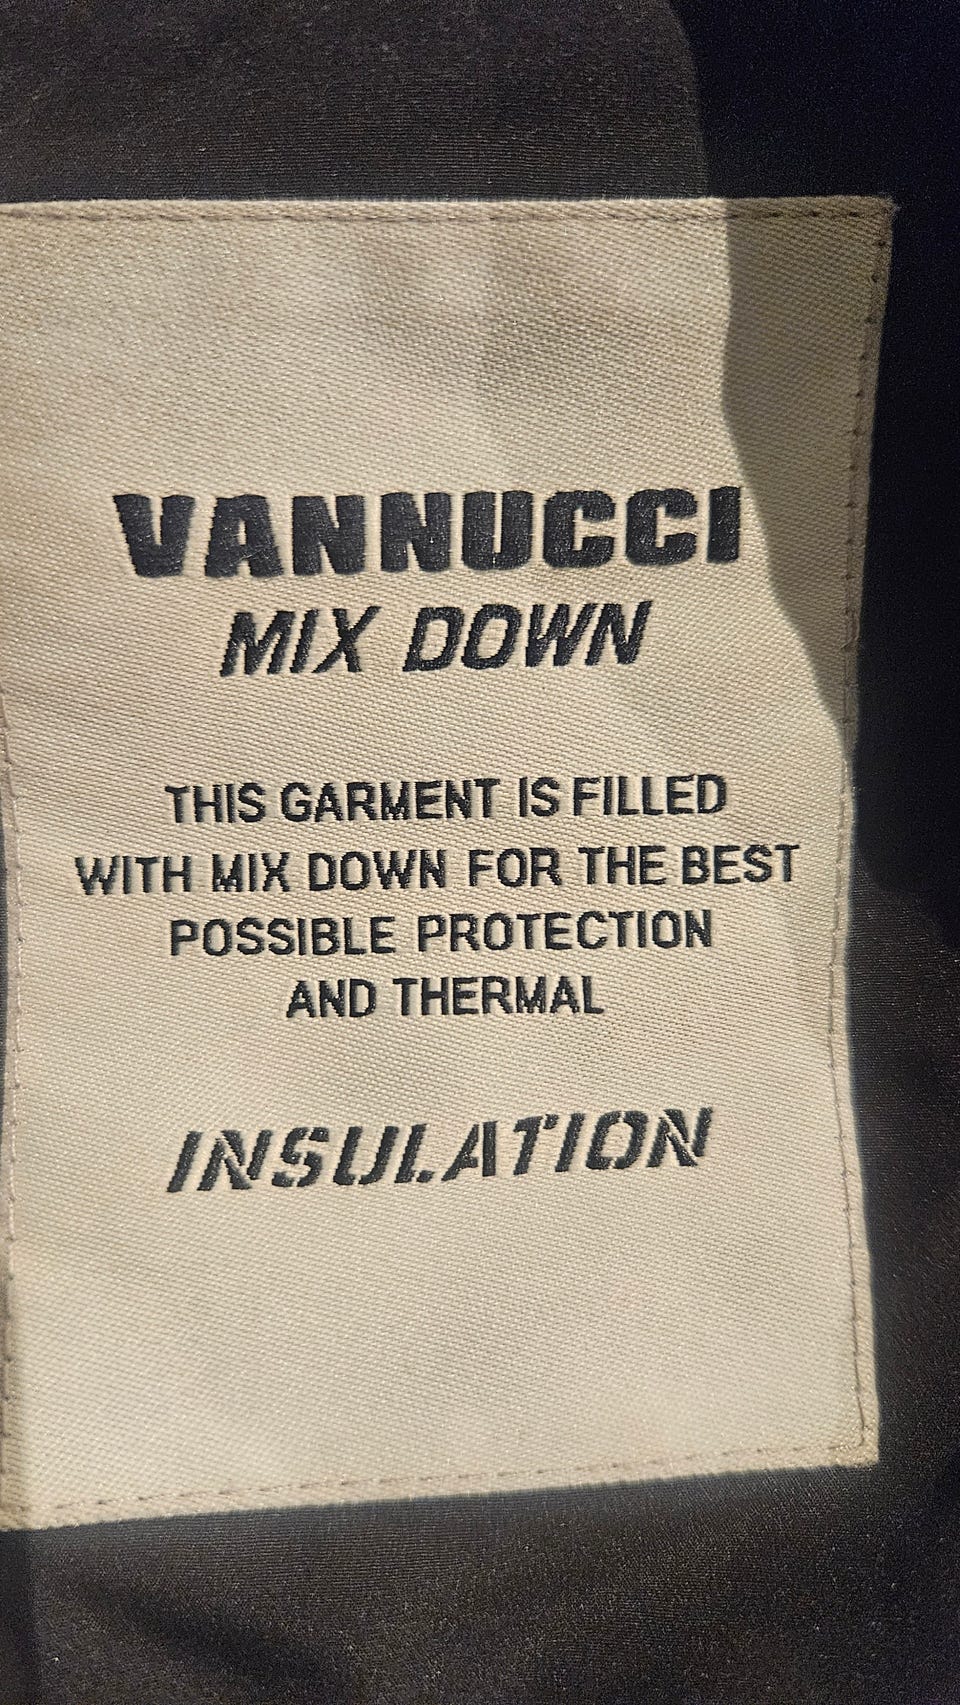 VANNUCCI
MIX DOWN
THIS GARMENT IS FILLED
WITH MIX DOWN FOR THE BEST
POSSIBLE PROTECTION
AND THERMAL
INSULATION